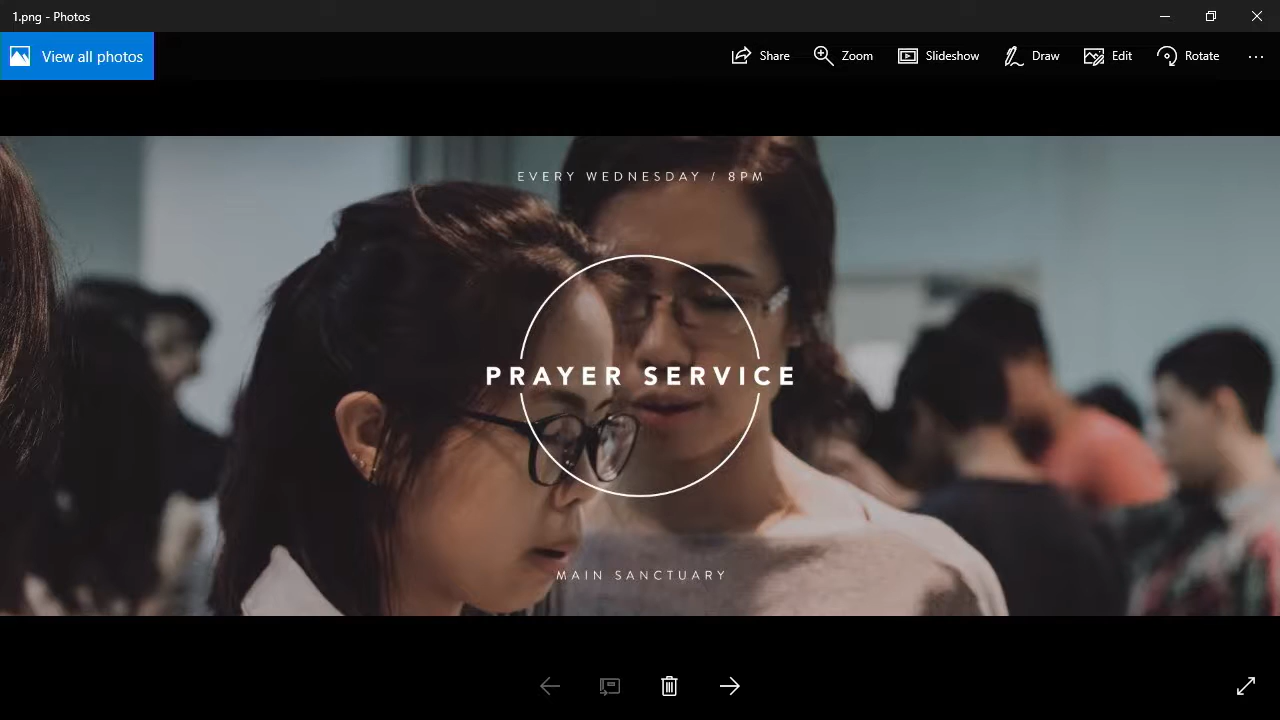 1.png - Photos
View all photos
Share
Zoom
Slideshow
Draw
Edit
Rotate
EVERY WEDNESDAY / 8PM
PRAYER SERVICE
MAIN SANCTUARY